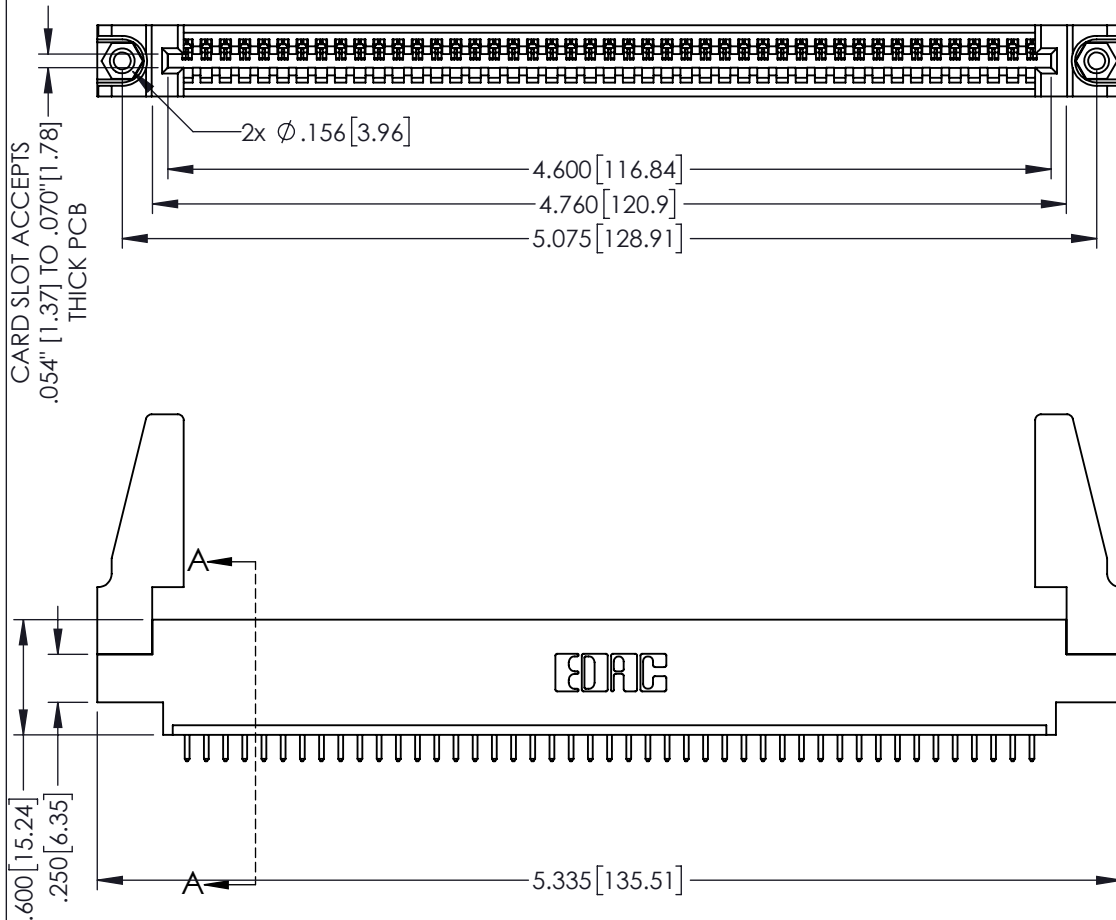 2x ⌀ .156[3.96]
4.600[116.84]
4.760[120.9]
5.075[128.91]
CARD SLOT ACCEPTS
.054" [1.37] TO .070"[1.78]
THICK PCB
A
EDAC
.600[15.24]
.250[6.35]
A
5.335[135.51]